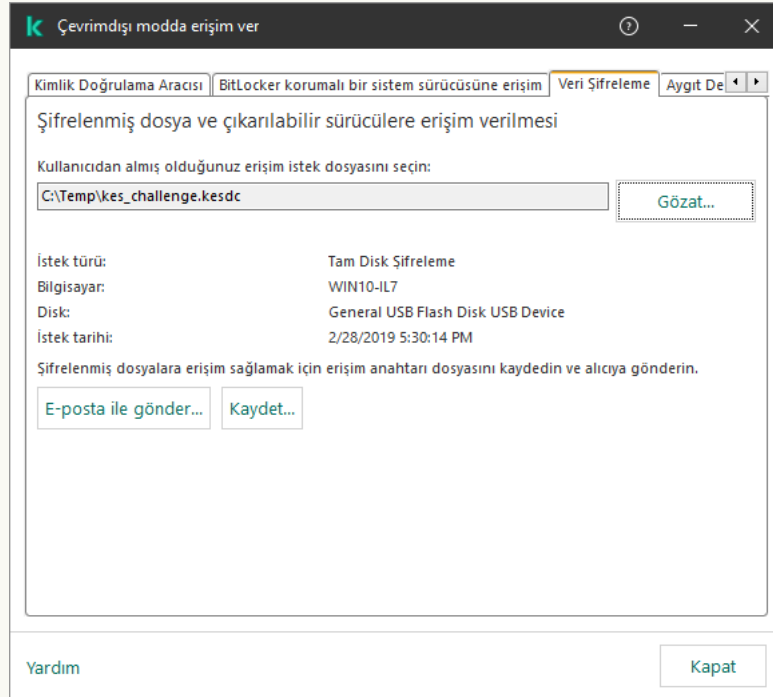 Çevrimdışı modda erişim ver
Kimlik Doğrulama Aracısı BitLocker korumalı bir sistem sürücüsüne erişim Veri Şifreleme Aygıt De
Şifrelenmiş dosya ve çıkarılabilir sürücülere erişim verilmesi
Kullanıcıdan almış olduğunuz erişim istek dosyasını seçin:
C:\Temp\kes_challenge.kesdc Gözat...
İstek türü: Tam Disk Şifreleme
Bilgisayar: WIN10-IL7
Disk: General USB Flash Disk USB Device
İstek tarihi: 2/28/2019 5:30:14 PM
Şifrelenmiş dosyalara erişim sağlamak için erişim anahtarı dosyasını kaydedin ve alıcıya gönderin.
E-posta ile gönder... Kaydet...
Yardım Kapat